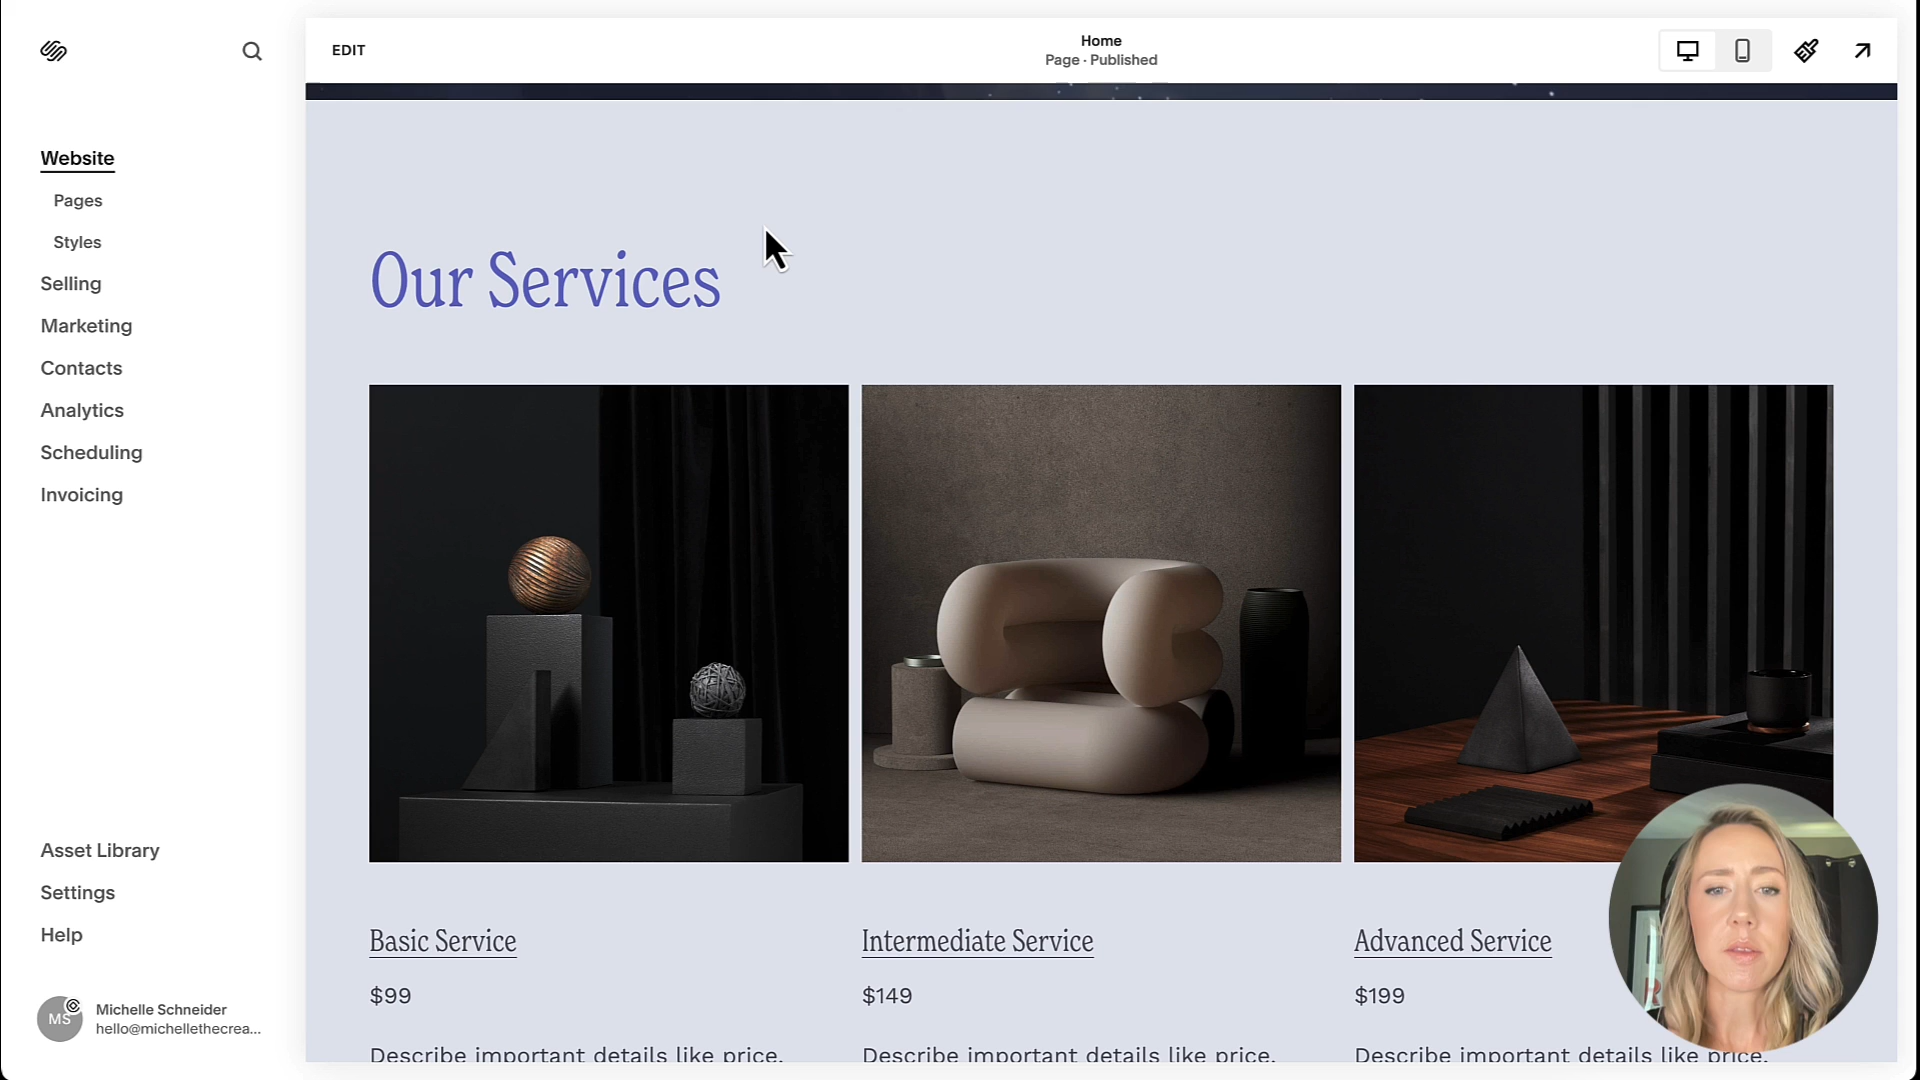 EDIT
Home
Page · Published
Website
Pages
Styles
Selling
Marketing
Contacts
Analytics
Scheduling
Invoicing
Asset Library
Settings
Help
MS
Michelle Schneider
hello@michellethecrea...
Our Services
Basic Service
$99
Describe important details like price,
Intermediate Service
$149
Describe important details like price,
Advanced Service
$199
Describe important details like price,